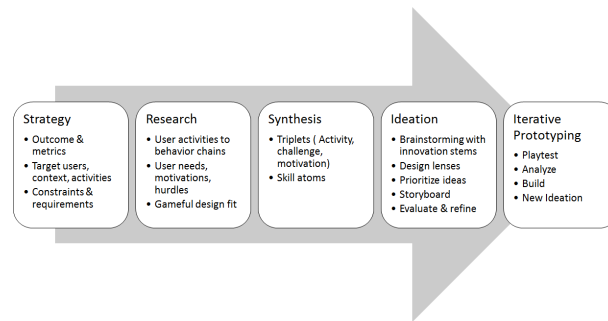 Strategy
• Outcome &
metrics
• Target users,
context, activities
• Constraints &
requirements
Research
• User activities to
behavior chains
• User needs,
motivations,
hurdles
• Gameful design fit
Synthesis
• Triplets ( Activity,
challenge,
motivation)
• Skill atoms
Ideation
• Brainstorming with
innovation stems
• Design lenses
• Prioritize ideas
• Storyboard
• Evaluate & refine
Iterative
Prototyping
• Playtest
• Analyze
• Build
• New Ideation